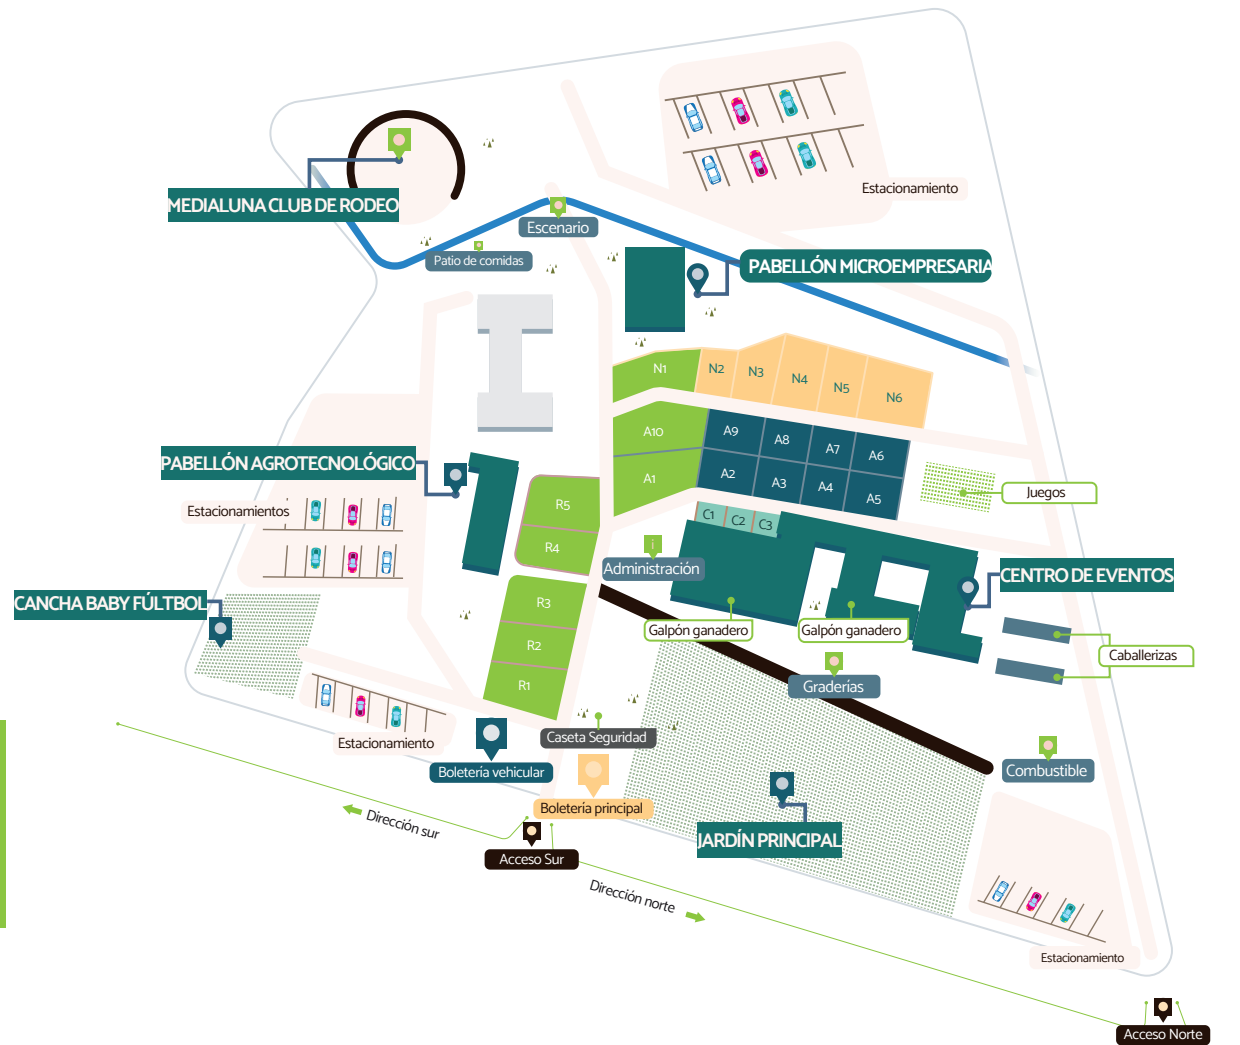 Estacionamiento
MEDIALUNA CLUB DE RODEO
Escenario
Patio de comidas
PABELLÓN MICROEMPRESARIA
N1
N2
N3
N4
N5
N6
A10
A9
A8
A7
A6
A1
A2
A3
A4
A5
PABELLÓN AGROTECNOLÓGICO
Estacionamientos
Juegos
R5
R4
C1
C2
C3
i
Administración
CENTRO DE EVENTOS
CANCHA BABY FÚLTBOL
R3
R2
R1
Galpón ganadero
Galpón ganadero
Caballerizas
Graderías
Estacionamiento
Caseta Seguridad
Boletería vehicular
Combustible
Boletería principal
Dirección sur
JARDÍN PRINCIPAL
Acceso Sur
Dirección norte
Estacionamiento
Acceso Norte